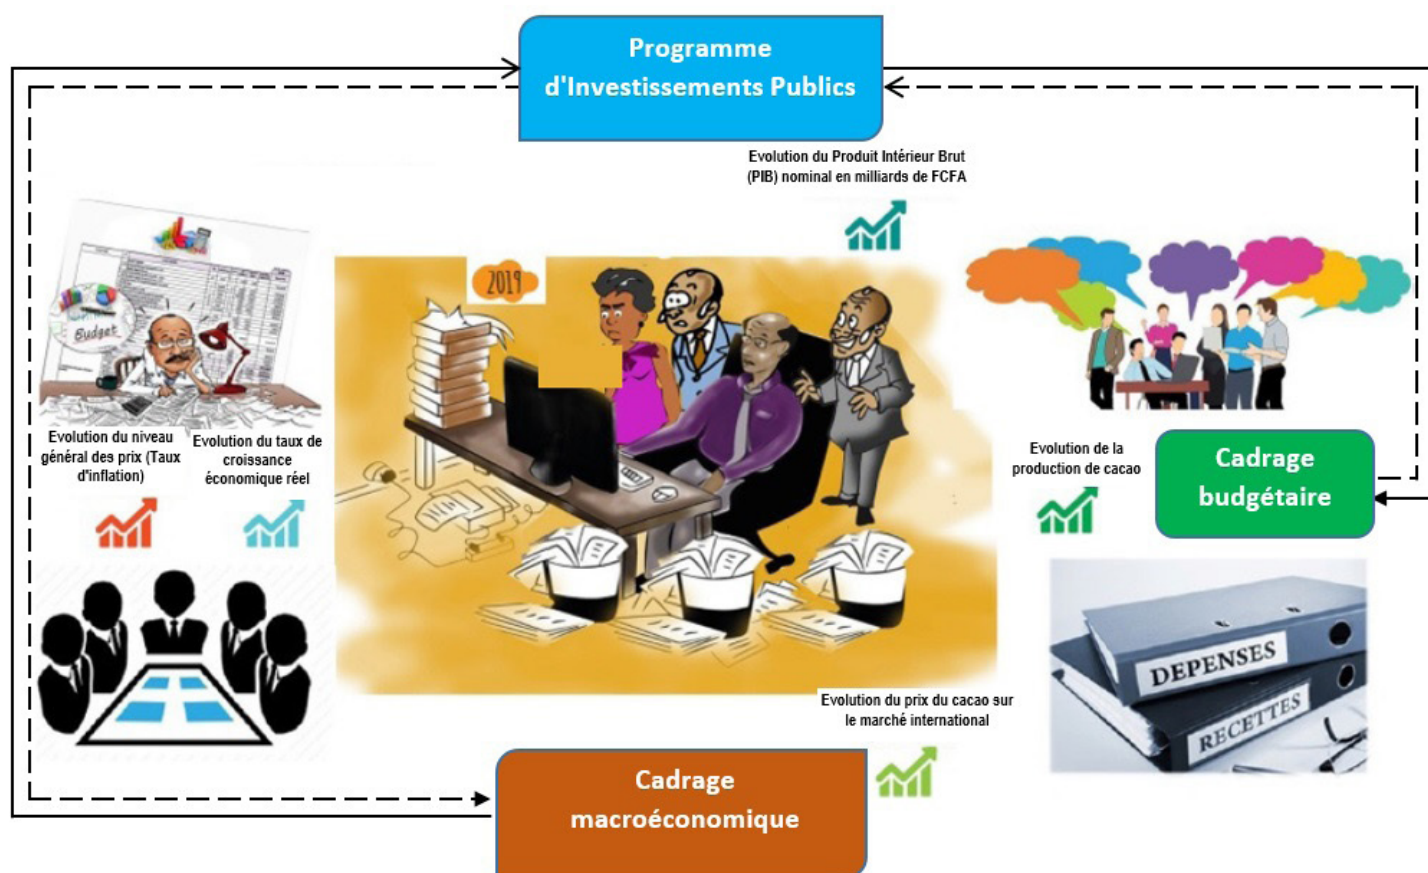 Programme
d'Investissements Publics
Evolution du Produit Intérieur Brut
(PIB) nominal en milliards de FCFA
Budget
2019
Evolution du niveau
général des prix (Taux
d'inflation)
Evolution du taux de
croissance
économique réel
Evolution de la
production de cacao
Cadrage
budgétaire
DEPENSES
RECETTES
Evolution du prix du cacao sur
le marché international
Cadrage
macroéconomique